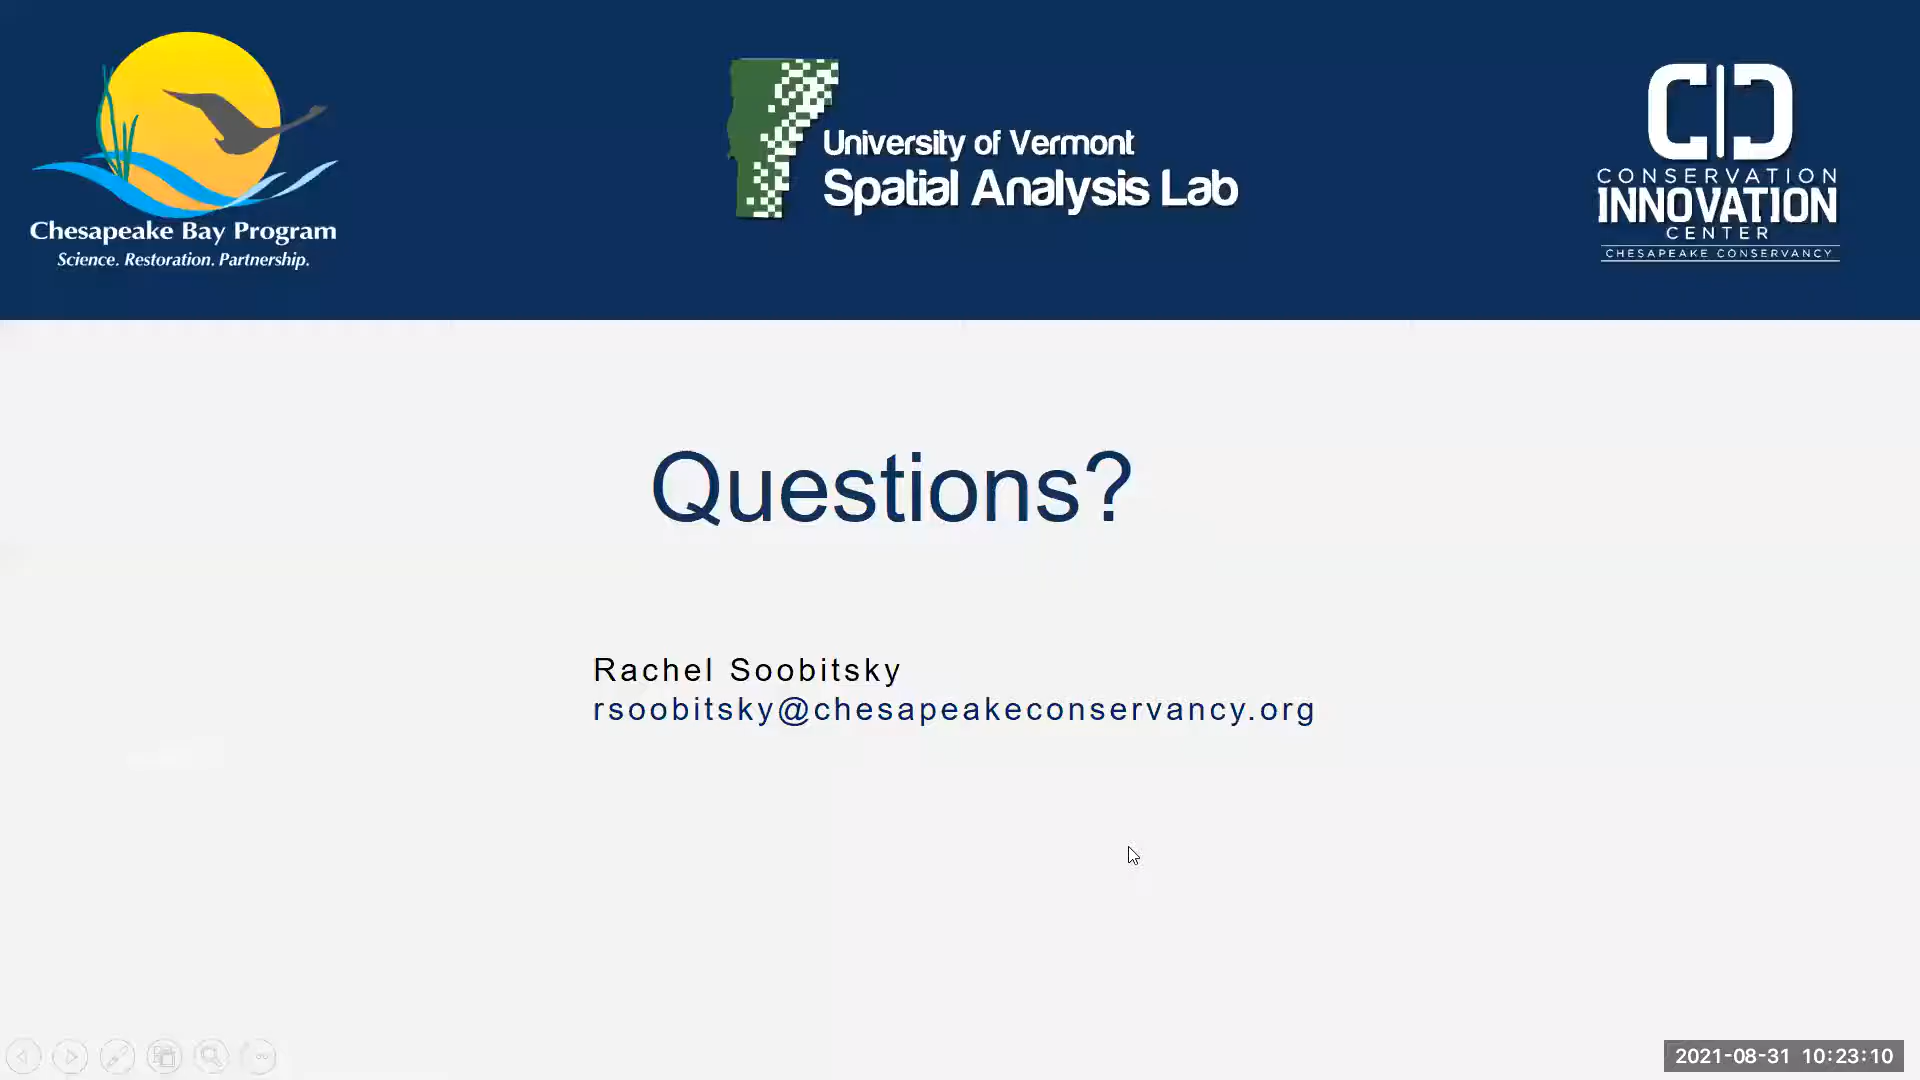 Chesapeake Bay Program
Science. Restoration. Partnership.
University of Vermont
Spatial Analysis Lab
CONSERVATION
INNOVATION
CENTER
CHESAPEAKE CONSERVANCY
Questions?
Rachel Soobitsky
rsoobitsky@chesapeakeconservancy.org
2021-08-31 10:23:10